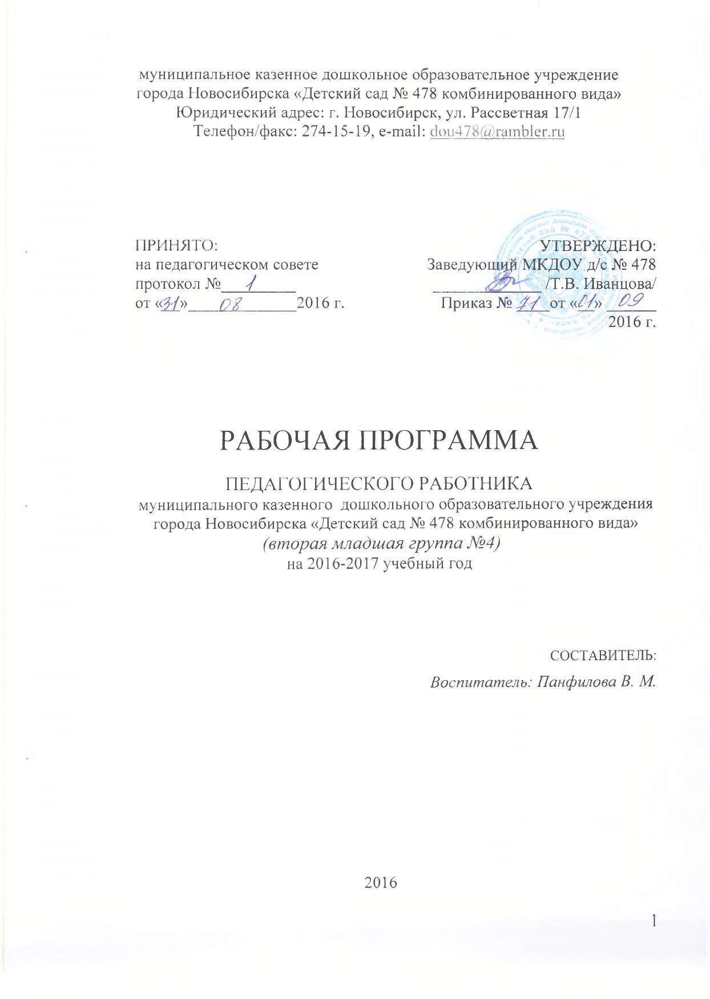 муниципальное казенное дошкольное образовательное учреждение
города Новосибирска «Детский сад № 478 комбинированного вида»
Юридический адрес: г. Новосибирск, ул. Рассветная 17/1
Телефон/факс: 274-15-19, e-mail: dou478@rambler.ru
ПРИНЯТО:
на педагогическом совете
протокол № 1
от «31» 08 2016 г.
УТВЕРЖДЕНО:
Заведующий МКДОУ д/с № 478
/Т.В. Иванцова/
Приказ № 71 от «01» 09
2016 г.
РАБОЧАЯ ПРОГРАММА
ПЕДАГОГИЧЕСКОГО РАБОТНИКА
муниципального казенного дошкольного образовательного учреждения
города Новосибирска «Детский сад № 478 комбинированного вида»
(вторая младшая группа №4)
на 2016-2017 учебный год
СОСТАВИТЕЛЬ:
Воспитатель: Панфилова В. М.
2016
1